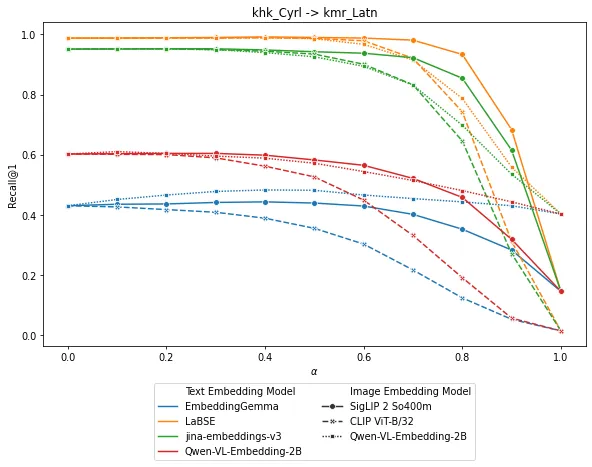 khk_Cyrl -> kmr_Latn
1.0
0.8
0.6
0.4
0.2
0.0
Recall@1
0.0 0.2 0.4 0.6 0.8 1.0
α
Text Embedding Model Image Embedding Model
EmbeddingGemma SigLIP 2 So400m
LaBSE CLIP ViT-B/32
jina-embeddings-v3 Qwen-VL-Embedding-2B
Qwen-VL-Embedding-2B